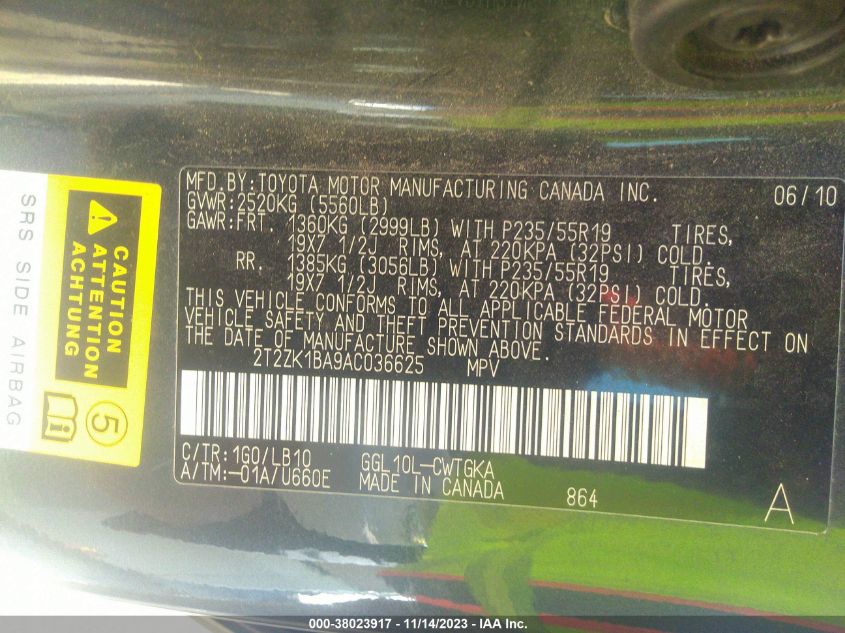 MFD.BY:TOYOTA MOTOR MANUFACTURING CANADA INC. 06/10
GVWR:2520KG (5560LB)
GAWR:FRT. 1360KG (2999LB) WITH P235/55R19 TIRES,
19X7 1/2J RIMS, AT 220KPA (32PSI) COLD.
RR. 1385KG (3056LB) WITH P235/55R19 TIRES,
19X7 1/2J RIMS, AT 220KPA (32PSI) COLD.
THIS VEHICLE CONFORMS TO ALL APPLICABLE FEDERAL MOTOR
VEHICLE SAFETY AND THEFT PREVENTION STANDARDS IN EFFECT ON
THE DATE OF MANUFACTURE SHOWN ABOVE.
2T2ZK1BA9AC036625 MPV
C/TR:1G0/LB10 GGL10L-CWTGKA
A/TM:-01A/U660E MADE IN CANADA 864 A
SRS SIDE AIRBAG
CAUTION
ATTENTION
ACHTUNG
5
000-38023917 - 11/14/2023 - IAA Inc.